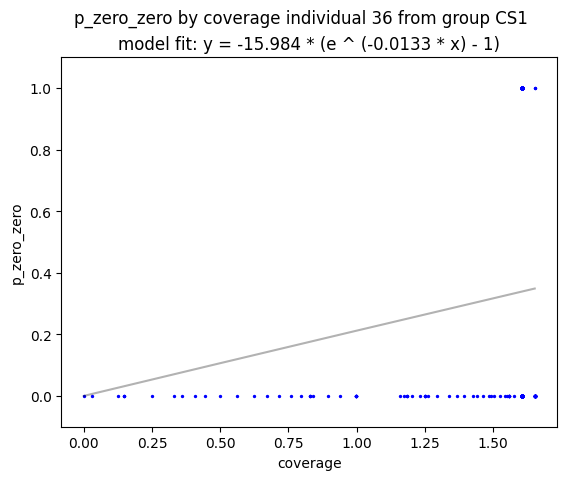 p_zero_zero by coverage individual 36 from group CS1
model fit: y = -15.984 * (e ^ (-0.0133 * x) - 1)
1.0
0.8
0.6
0.4
0.2
0.0
p_zero_zero
0.00 0.25 0.50 0.75 1.00 1.25 1.50
coverage